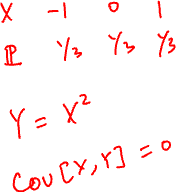 X -1 0 1
ℙ 1/3 1/3 1/3
Y = X²
Cov[X,Y] = 0